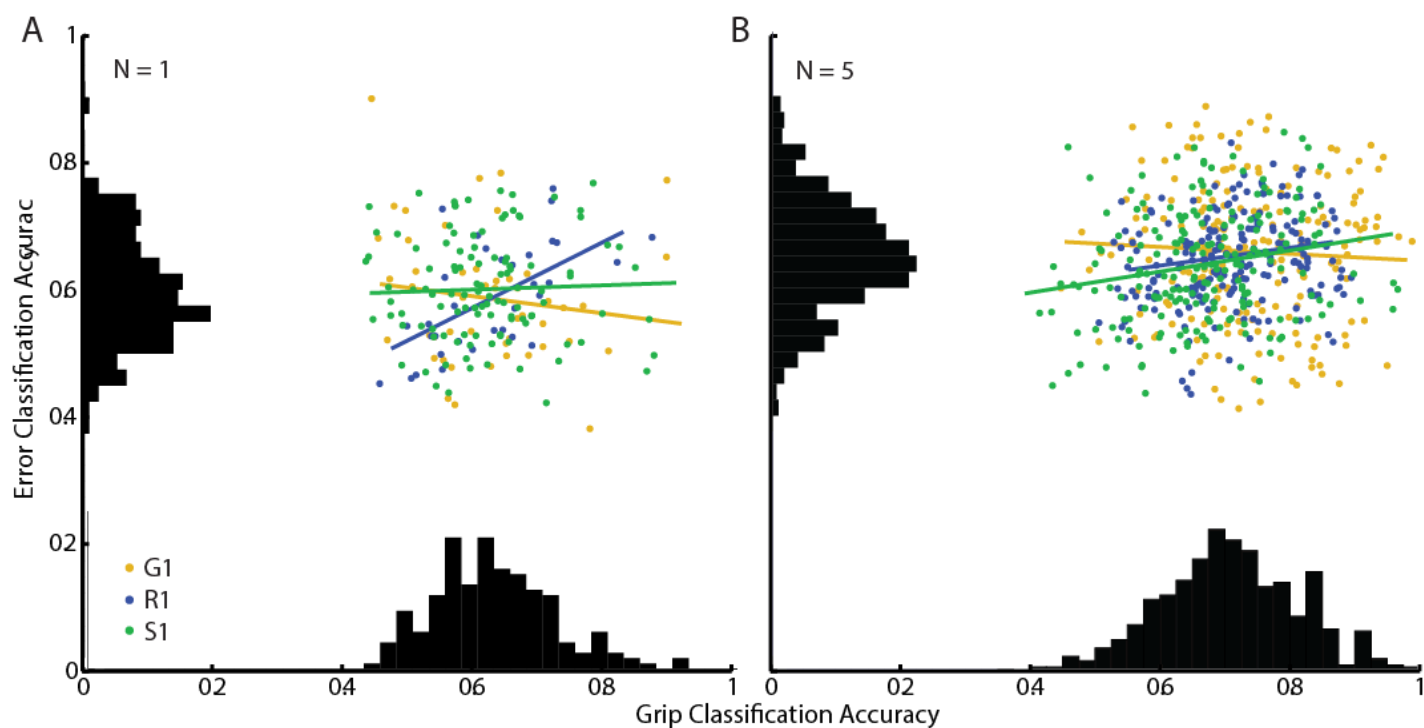 A
B
1
N = 1
N = 5
08
06
04
02
0
Error Classification Accurac
y
G1
R1
S1
0
02
04
06
08
1
0
02
04
06
08
1
Grip Classification Accuracy